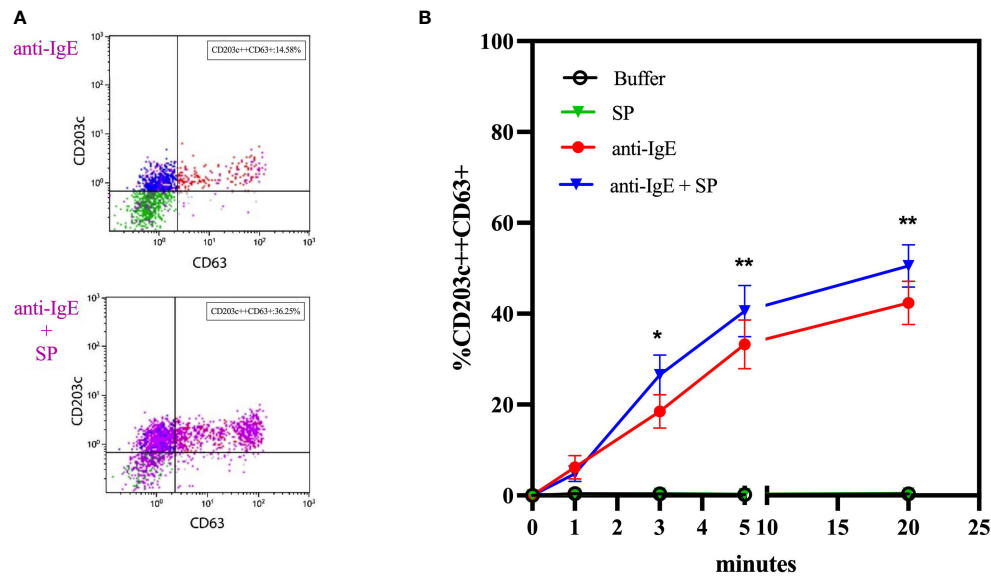 A
anti-IgE
CD203c++CD63+:14.58%
10³
10²
10¹
10⁰
CD203c
10⁰ 10¹ 10² 10³
CD63
anti-IgE
+
SP
CD203c++CD63+:36.25%
10³
10²
10¹
10⁰
CD203c
10⁰ 10¹ 10² 10³
CD63
B
100
80
60
40
20
0
%CD203c++CD63+
Buffer
SP
anti-IgE
anti-IgE + SP
*
**
**
0 1 2 3 4 5 10 15 20 25
minutes